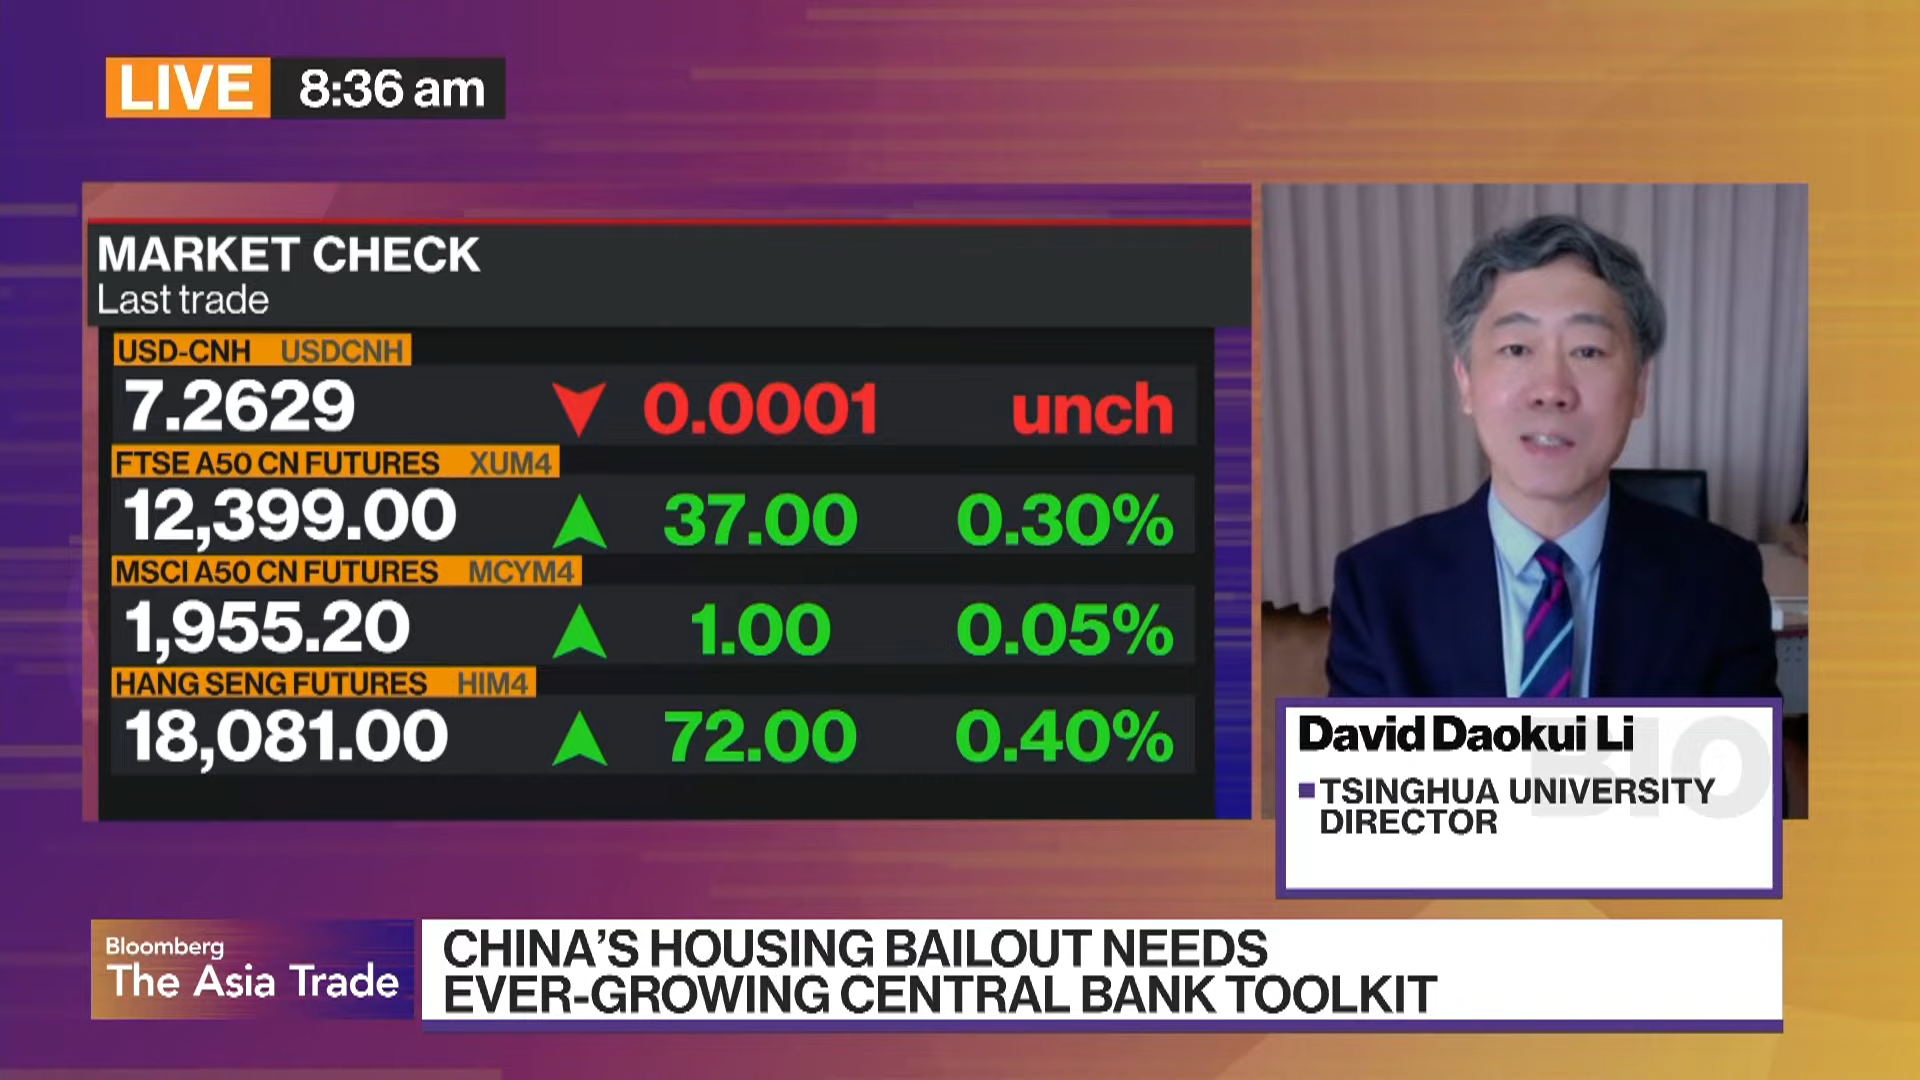 LIVE 8:36 am
MARKET CHECK
Last trade
USD-CNH USDCNH
7.2629 0.0001 unch
FTSE A50 CN FUTURES XUM4
12,399.00 37.00 0.30%
MSCI A50 CN FUTURES MCYM4
1,955.20 1.00 0.05%
HANG SENG FUTURES HIM4
18,081.00 72.00 0.40%
BIO
David Daokui Li
TSINGHUA UNIVERSITY
DIRECTOR
Bloomberg
The Asia Trade
CHINA’S HOUSING BAILOUT NEEDS
EVER-GROWING CENTRAL BANK TOOLKIT